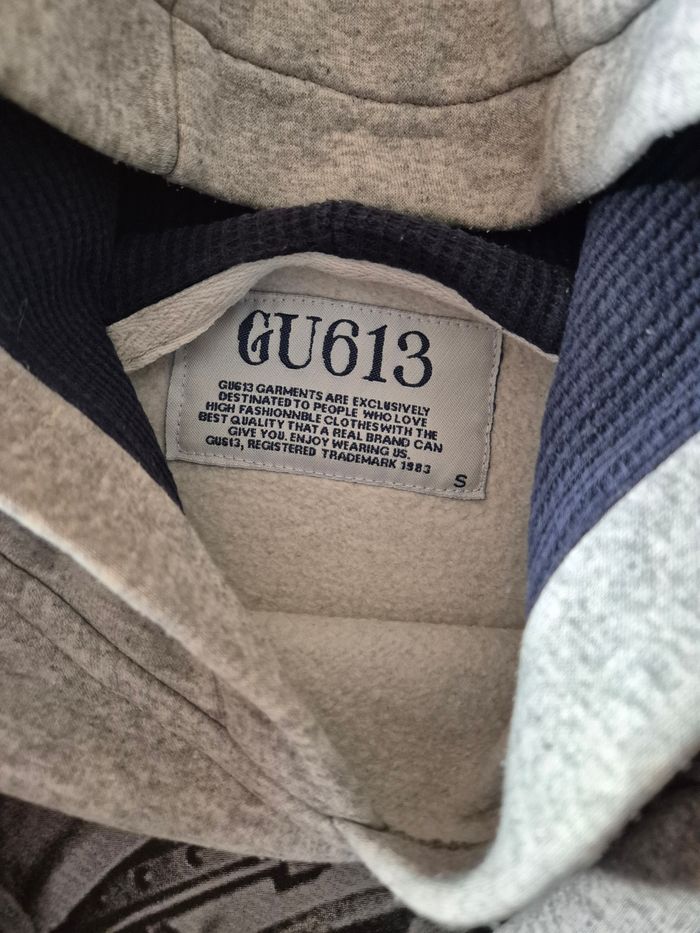 GU613
GU613 GARMENTS ARE EXCLUSIVELY
DESTINATED TO PEOPLE WHO LOVE
HIGH FASHIONNBLE CLOTHES WITH THE
BEST QUALITY THAT A REAL BRAND CAN
GIVE YOU. ENJOY WEARING US.
GUS13, REGISTERED TRADEMARK 1983
S